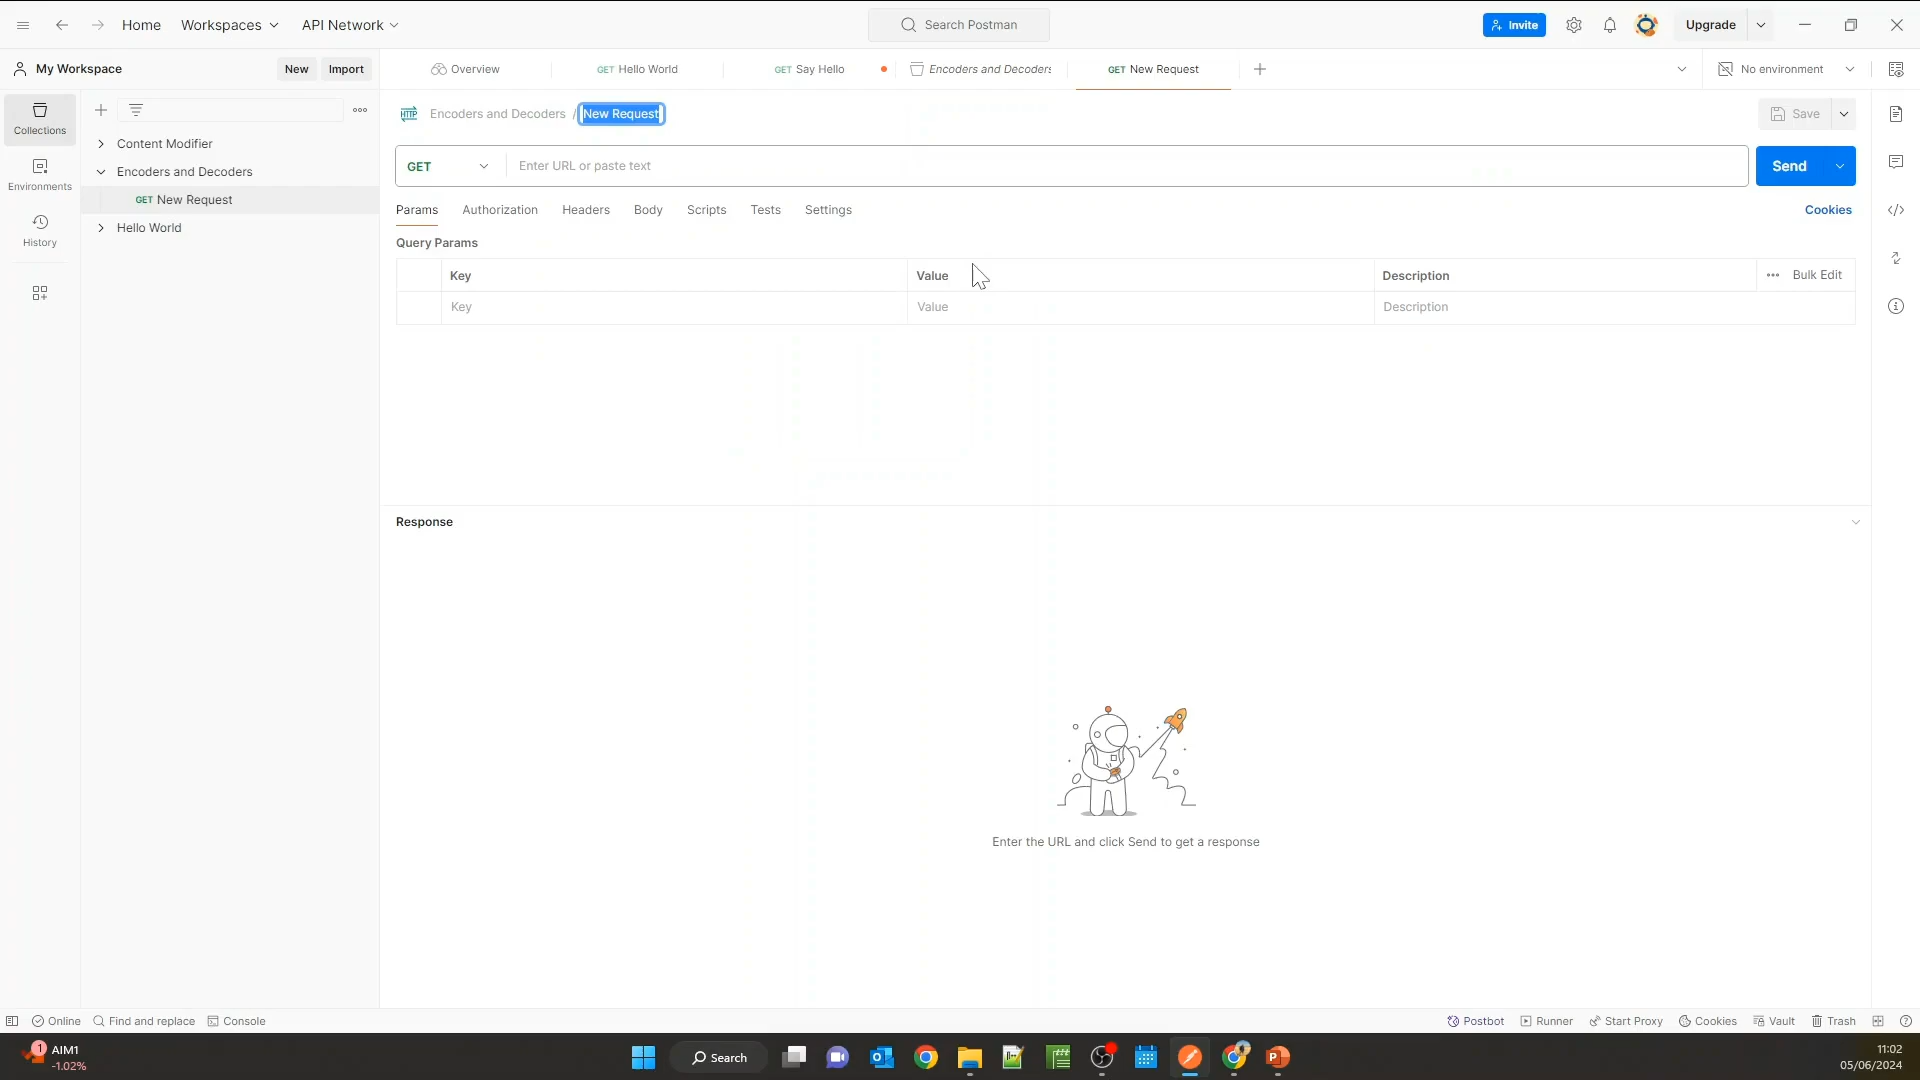 Home Workspaces API Network Search Postman Invite Upgrade
My Workspace New Import Overview GET Hello World GET Say Hello Encoders and Decoders GET New Request No environment
Encoders and Decoders / New Request Save
Collections
Content Modifier
GET Enter URL or paste text Send
Encoders and Decoders
Environments
GET New Request
Params Authorization Headers Body Scripts Tests Settings Cookies
Hello World
History
Query Params
Key Value Description Bulk Edit
Key Value Description
Response
Enter the URL and click Send to get a response
Online Find and replace Console Postbot Runner Start Proxy Cookies Vault Trash
1 AIM1
-1.02%
Search
11:02
05/06/2024